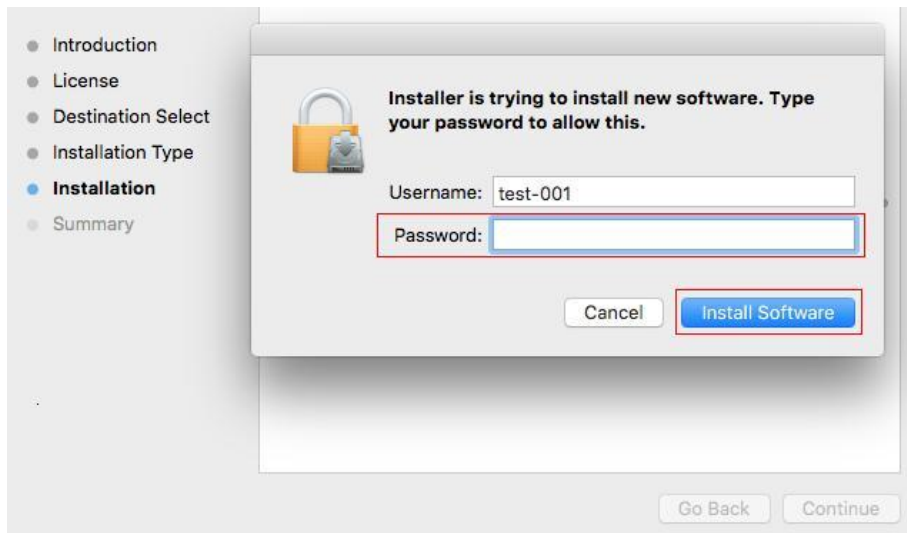 Introduction
License
Destination Select
Installation Type
Installation
Summary
Installer is trying to install new software. Type
your password to allow this.
Username: test-001
Password:
Cancel Install Software
Go Back Continue